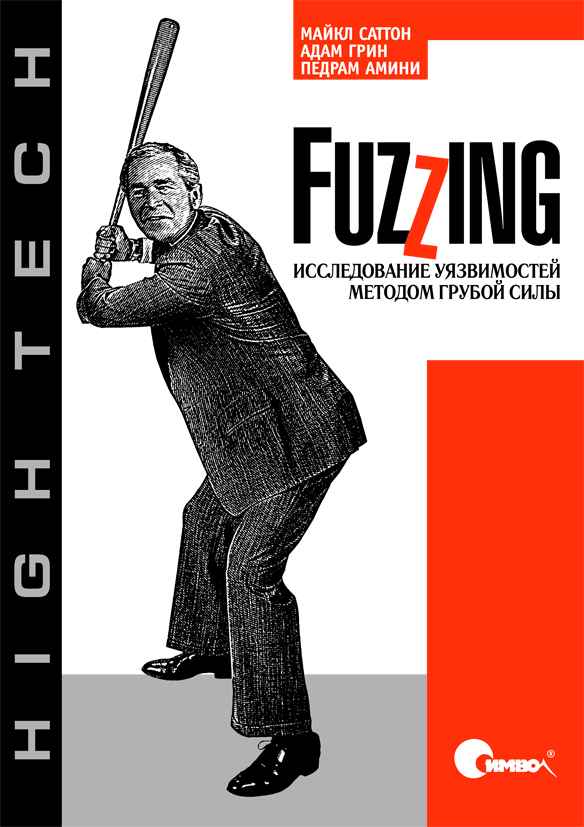 HIGH TECH
МАЙКЛ САТТОН
АДАМ ГРИН
ПЕДРАМ АМИНИ
FUZZING
ИССЛЕДОВАНИЕ УЯЗВИМОСТЕЙ
МЕТОДОМ ГРУБОЙ СИЛЫ
СИМВОЛ®